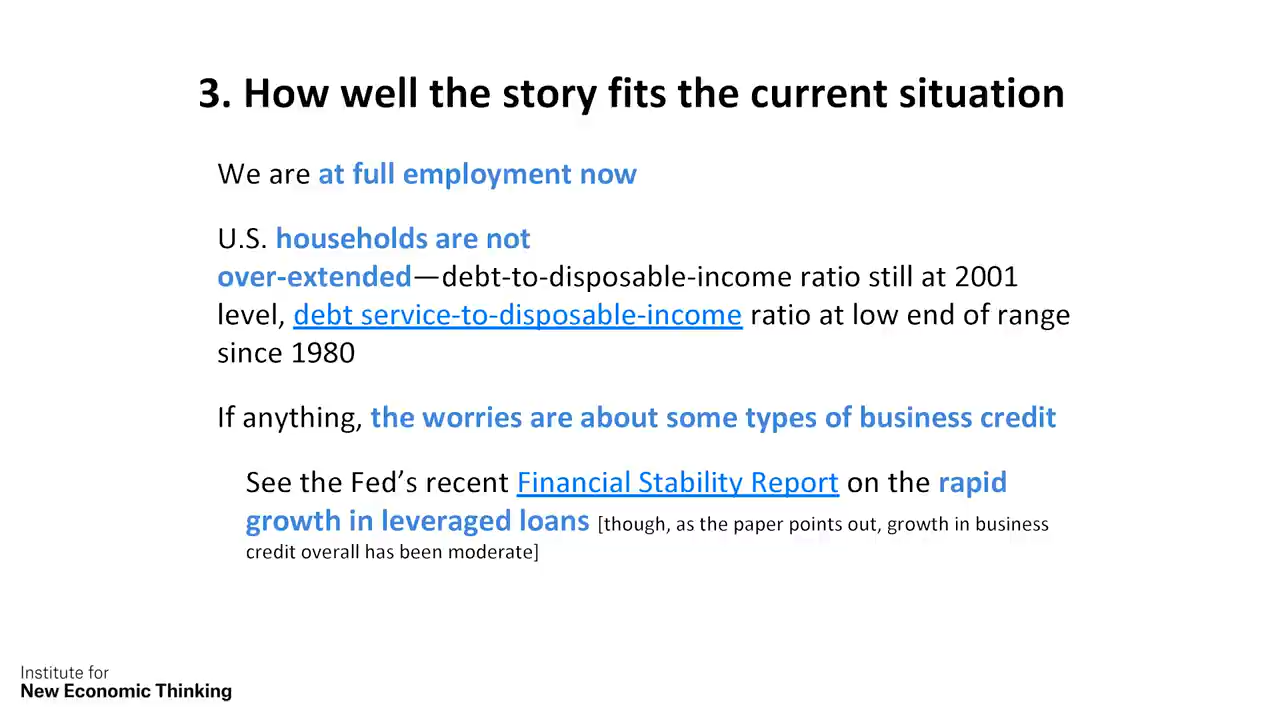 3. How well the story fits the current situation
We are at full employment now
U.S. households are not
over-extended—debt-to-disposable-income ratio still at 2001
level, debt service-to-disposable-income ratio at low end of range
since 1980
If anything, the worries are about some types of business credit
See the Fed’s recent Financial Stability Report on the rapid
growth in leveraged loans [though, as the paper points out, growth in business
credit overall has been moderate]
Institute for
New Economic Thinking